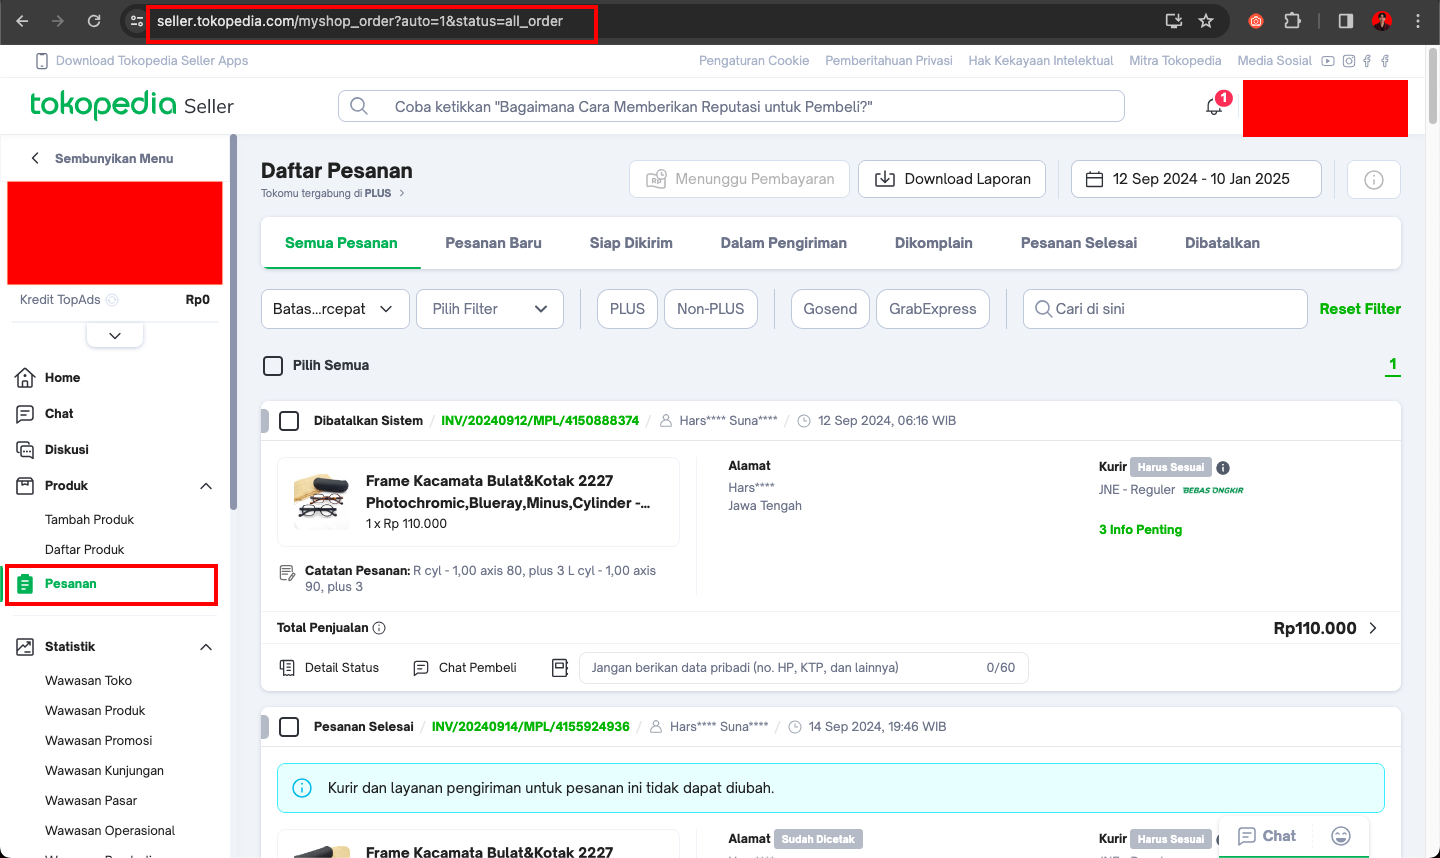 seller.tokopedia.com/myshop_order?auto=1&status=all_order
Download Tokopedia Seller Apps
Pengaturan Cookie Pemberitahuan Privasi Hak Kekayaan Intelektual Mitra Tokopedia Media Sosial
tokopedia Seller
Coba ketikkan "Bagaimana Cara Memberikan Reputasi untuk Pembeli?"
1
Sembunyikan Menu
Kredit TopAds Rp0
Home
Chat
Diskusi
Produk
Tambah Produk
Daftar Produk
Pesanan
Statistik
Wawasan Toko
Wawasan Produk
Wawasan Promosi
Wawasan Kunjungan
Wawasan Pasar
Wawasan Operasional
Daftar Pesanan
Tokomu tergabung di PLUS
Menunggu Pembayaran
Download Laporan
12 Sep 2024 - 10 Jan 2025
Semua Pesanan Pesanan Baru Siap Dikirim Dalam Pengiriman Dikomplain Pesanan Selesai Dibatalkan
Batas...rcepat Pilih Filter PLUS Non-PLUS Gosend GrabExpress Cari di sini Reset Filter
Pilih Semua 1
Dibatalkan Sistem / INV/20240912/MPL/4150888374 / Hars**** Suna**** / 12 Sep 2024, 06:16 WIB
Frame Kacamata Bulat&Kotak 2227
Photochromic,Blueray,Minus,Cylinder -...
1 x Rp 110.000
Catatan Pesanan: R cyl - 1,00 axis 80, plus 3 L cyl - 1,00 axis
90, plus 3
Alamat
Hars****
Jawa Tengah
Kurir Harus Sesuai
JNE - Reguler BEBAS ONGKIR
3 Info Penting
Total Penjualan Rp110.000
Detail Status Chat Pembeli Jangan berikan data pribadi (no. HP, KTP, dan lainnya) 0/60
Pesanan Selesai / INV/20240914/MPL/4155924936 / Hars**** Suna**** / 14 Sep 2024, 19:46 WIB
Kurir dan layanan pengiriman untuk pesanan ini tidak dapat diubah.
Frame Kacamata Bulat&Kotak 2227
Alamat Sudah Dicetak
Kurir Harus Sesuai
Chat